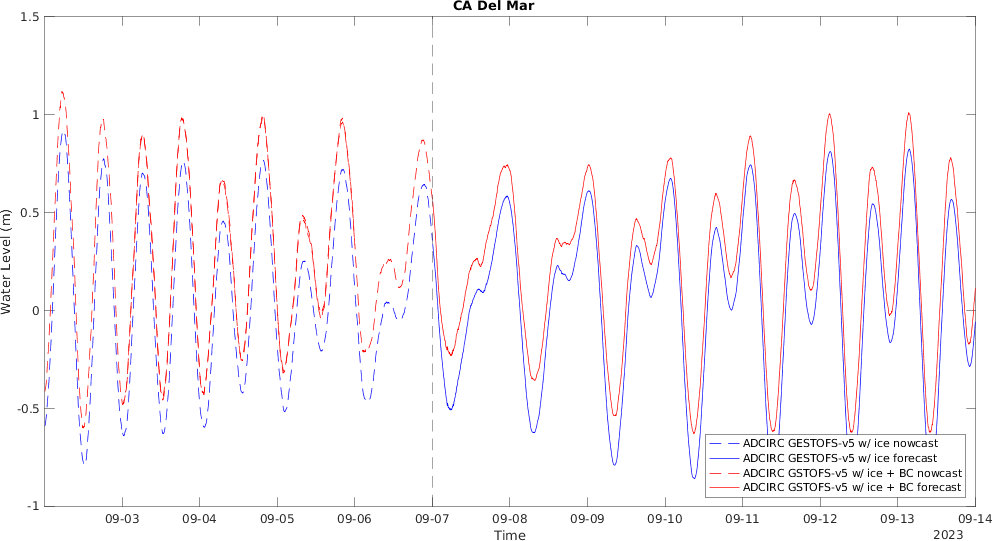 CA Del Mar
1.5
1
0.5
0
-0.5
-1
Water Level (m)
ADCIRC GESTOFS-v5 w/ ice nowcast
ADCIRC GESTOFS-v5 w/ ice forecast
ADCIRC GSTOFS-v5 w/ ice + BC nowcast
ADCIRC GSTOFS-v5 w/ ice + BC forecast
09-03 09-04 09-05 09-06 09-07 09-08 09-09 09-10 09-11 09-12 09-13 09-14
Time
2023